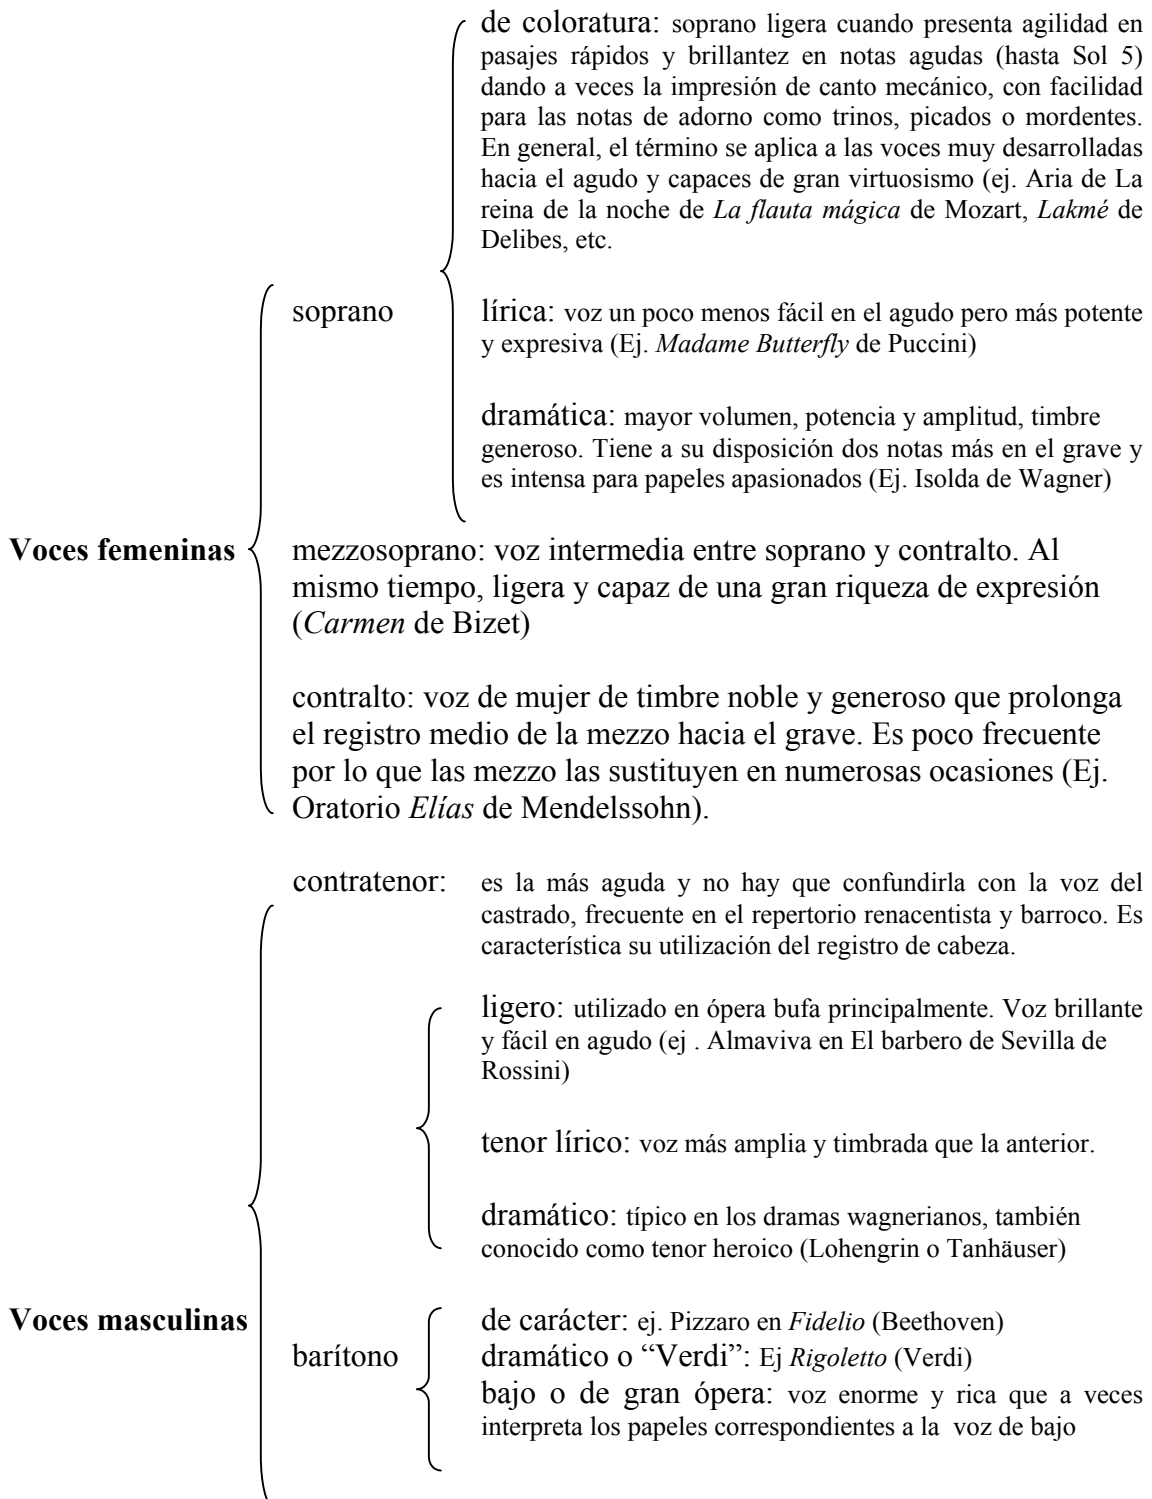 de coloratura: soprano ligera cuando presenta agilidad en
pasajes rápidos y brillantez en notas agudas (hasta Sol 5)
dando a veces la impresión de canto mecánico, con facilidad
para las notas de adorno como trinos, picados o mordentes.
En general, el término se aplica a las voces muy desarrolladas
hacia el agudo y capaces de gran virtuosismo (ej. Aria de La
reina de la noche de La flauta mágica de Mozart, Lakmé de
Delibes, etc.
soprano
lírica: voz un poco menos fácil en el agudo pero más potente
y expresiva (Ej. Madame Butterfly de Puccini)
dramática: mayor volumen, potencia y amplitud, timbre
generoso. Tiene a su disposición dos notas más en el grave y
es intensa para papeles apasionados (Ej. Isolda de Wagner)
Voces femeninas
mezzosoprano: voz intermedia entre soprano y contralto. Al
mismo tiempo, ligera y capaz de una gran riqueza de expresión
(Carmen de Bizet)
contralto: voz de mujer de timbre noble y generoso que prolonga
el registro medio de la mezzo hacia el grave. Es poco frecuente
por lo que las mezzo las sustituyen en numerosas ocasiones (Ej.
Oratorio Elías de Mendelssohn).
contratenor: es la más aguda y no hay que confundirla con la voz del
castrado, frecuente en el repertorio renacentista y barroco. Es
característica su utilización del registro de cabeza.
ligero: utilizado en ópera bufa principalmente. Voz brillante
y fácil en agudo (ej . Almaviva en El barbero de Sevilla de
Rossini)
tenor lírico: voz más amplia y timbrada que la anterior.
dramático: típico en los dramas wagnerianos, también
conocido como tenor heroico (Lohengrin o Tanhäuser)
Voces masculinas
de carácter: ej. Pizzaro en Fidelio (Beethoven)
barítono
dramático o “Verdi”: Ej Rigoletto (Verdi)
bajo o de gran ópera: voz enorme y rica que a veces
interpreta los papeles correspondientes a la voz de bajo